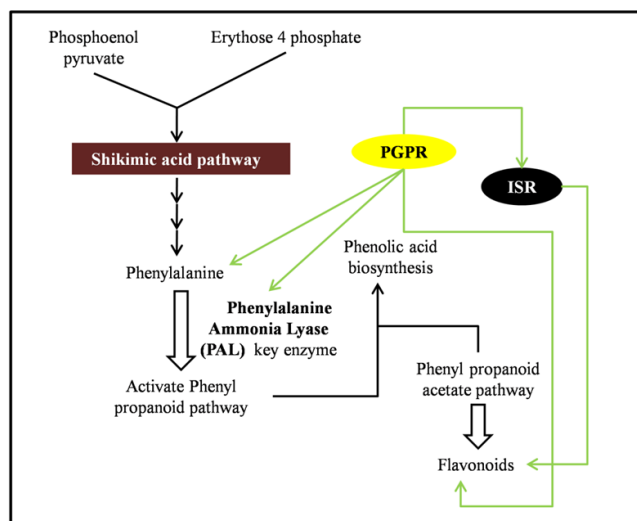 Phosphoenol
pyruvate
Erythose 4 phosphate
Shikimic acid pathway
PGPR
ISR
Phenylalanine
Phenolic acid
biosynthesis
Phenylalanine
Ammonia Lyase
(PAL) key enzyme
Activate Phenyl
propanoid pathway
Phenyl propanoid
acetate pathway
Flavonoids